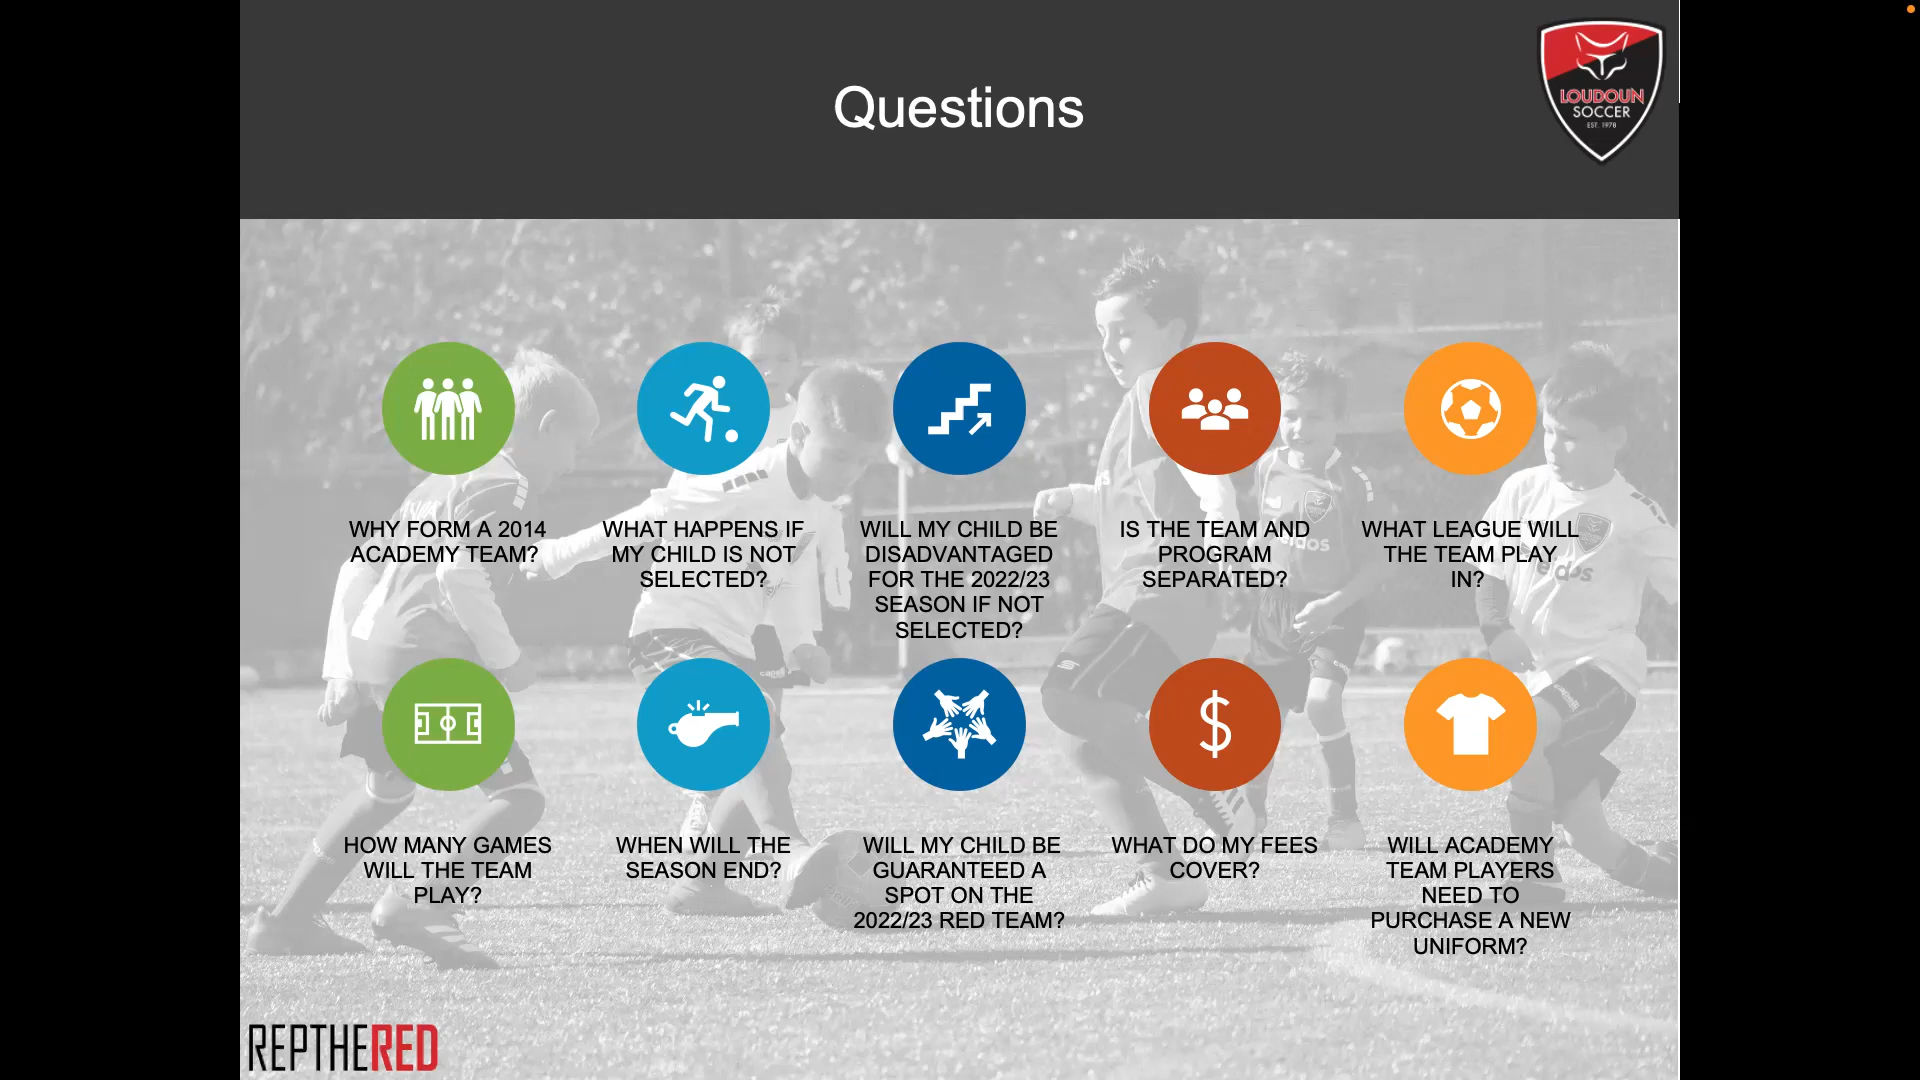 Questions
LOUDOUN
SOCCER
EST. 1978
WHY FORM A 2014
ACADEMY TEAM?
WHAT HAPPENS IF
MY CHILD IS NOT
SELECTED?
WILL MY CHILD BE
DISADVANTAGED
FOR THE 2022/23
SEASON IF NOT
SELECTED?
IS THE TEAM AND
PROGRAM
SEPARATED?
WHAT LEAGUE WILL
THE TEAM PLAY
IN?
HOW MANY GAMES
WILL THE TEAM
PLAY?
WHEN WILL THE
SEASON END?
WILL MY CHILD BE
GUARANTEED A
SPOT ON THE
2022/23 RED TEAM?
WHAT DO MY FEES
COVER?
WILL ACADEMY
TEAM PLAYERS
NEED TO
PURCHASE A NEW
UNIFORM?
REPTHERED